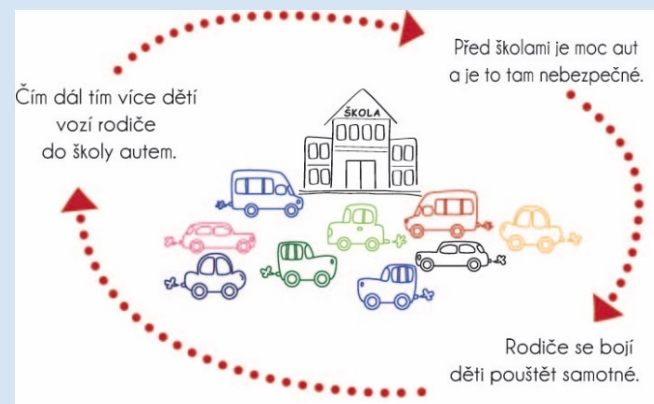 Čím dál tím více dětí
vozí rodiče
do školy autem.
Před školami je moc aut
a je to tam nebezpečné.
ŠKOLA
Rodiče se bojí
děti pouštět samotné.